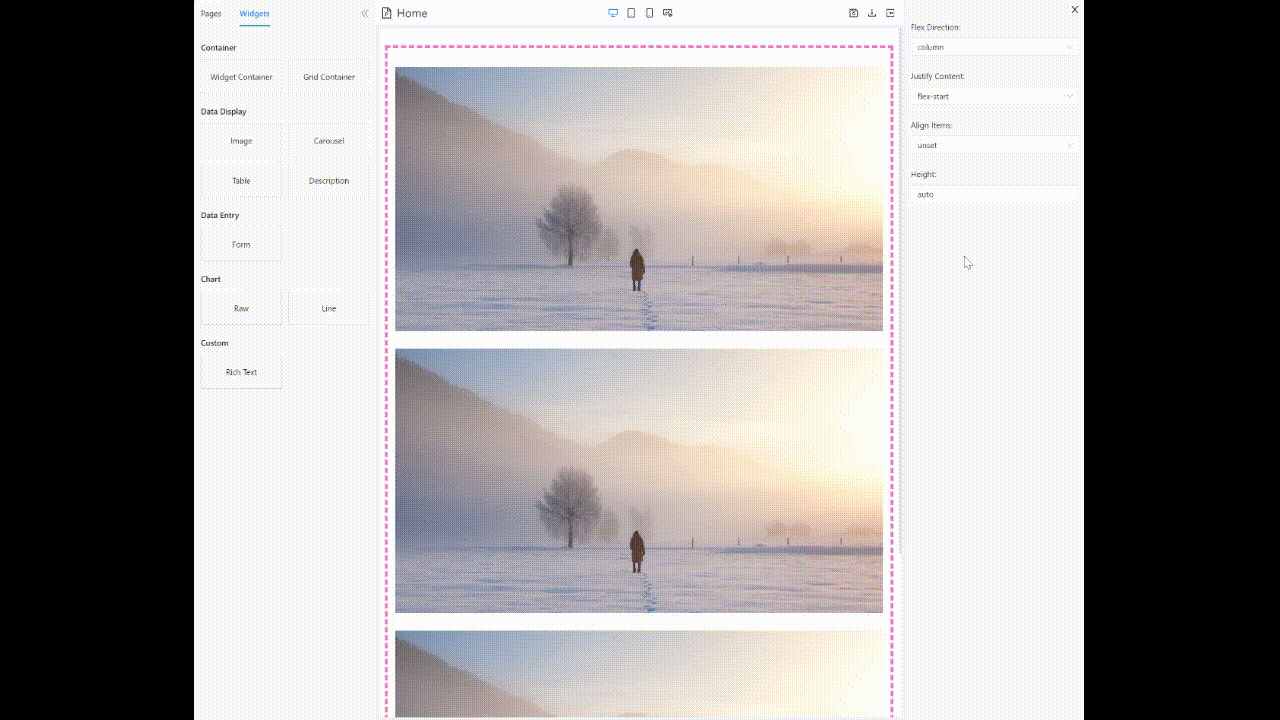 Pages Widgets
Home
Container
Widget Container Grid Container
Data Display
Image Carousel
Table Description
Data Entry
Form
Chart
Raw Line
Custom
Rich Text
Flex Direction:
column
Justify Content:
flex-start
Align Items:
unset
Height:
auto